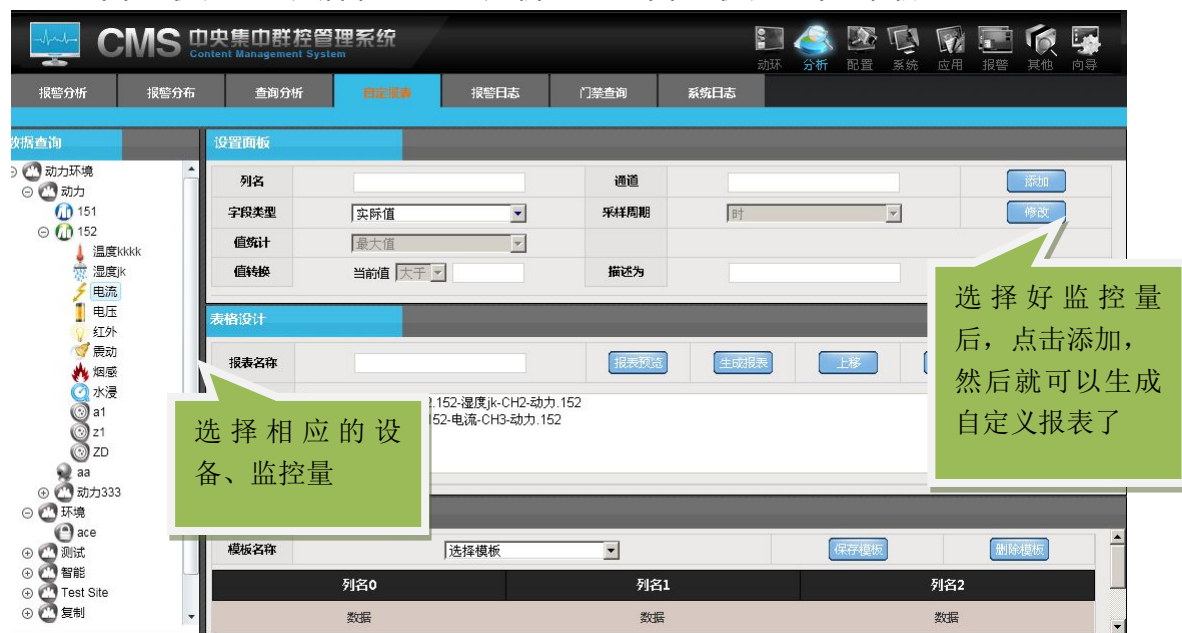 CMS 中央集中群控管理系统
Content Management System
动环 分析 配置 系统 应用 报警 其他 向导
报警分析 报警分布 查询分析 自定报表 报警日志 门禁查询 系统日志
数据查询
动力环境
动力
151
152
温度kkkk
湿度jk
电流
电压
红外
震动
烟感
水浸
a1
z1
ZD
aa
动力333
环境
ace
测试
智能
Test Site
复制
设置面板
列名 通道 添加
字段类型 实际值 采样周期 时 修改
值统计 最大值
值转换 当前值 大于 描述为
表格设计
报表名称 报表预览 生成报表 上移
.152-湿度jk-CH2-动力.152
52-电流-CH3-动力.152
选择相应的设
备、监控量
选择好监控量
后，点击添加，
然后就可以生成
自定义报表了
模板名称 选择模板 保存模板 删除模板
列名0 列名1 列名2
数据 数据 数据